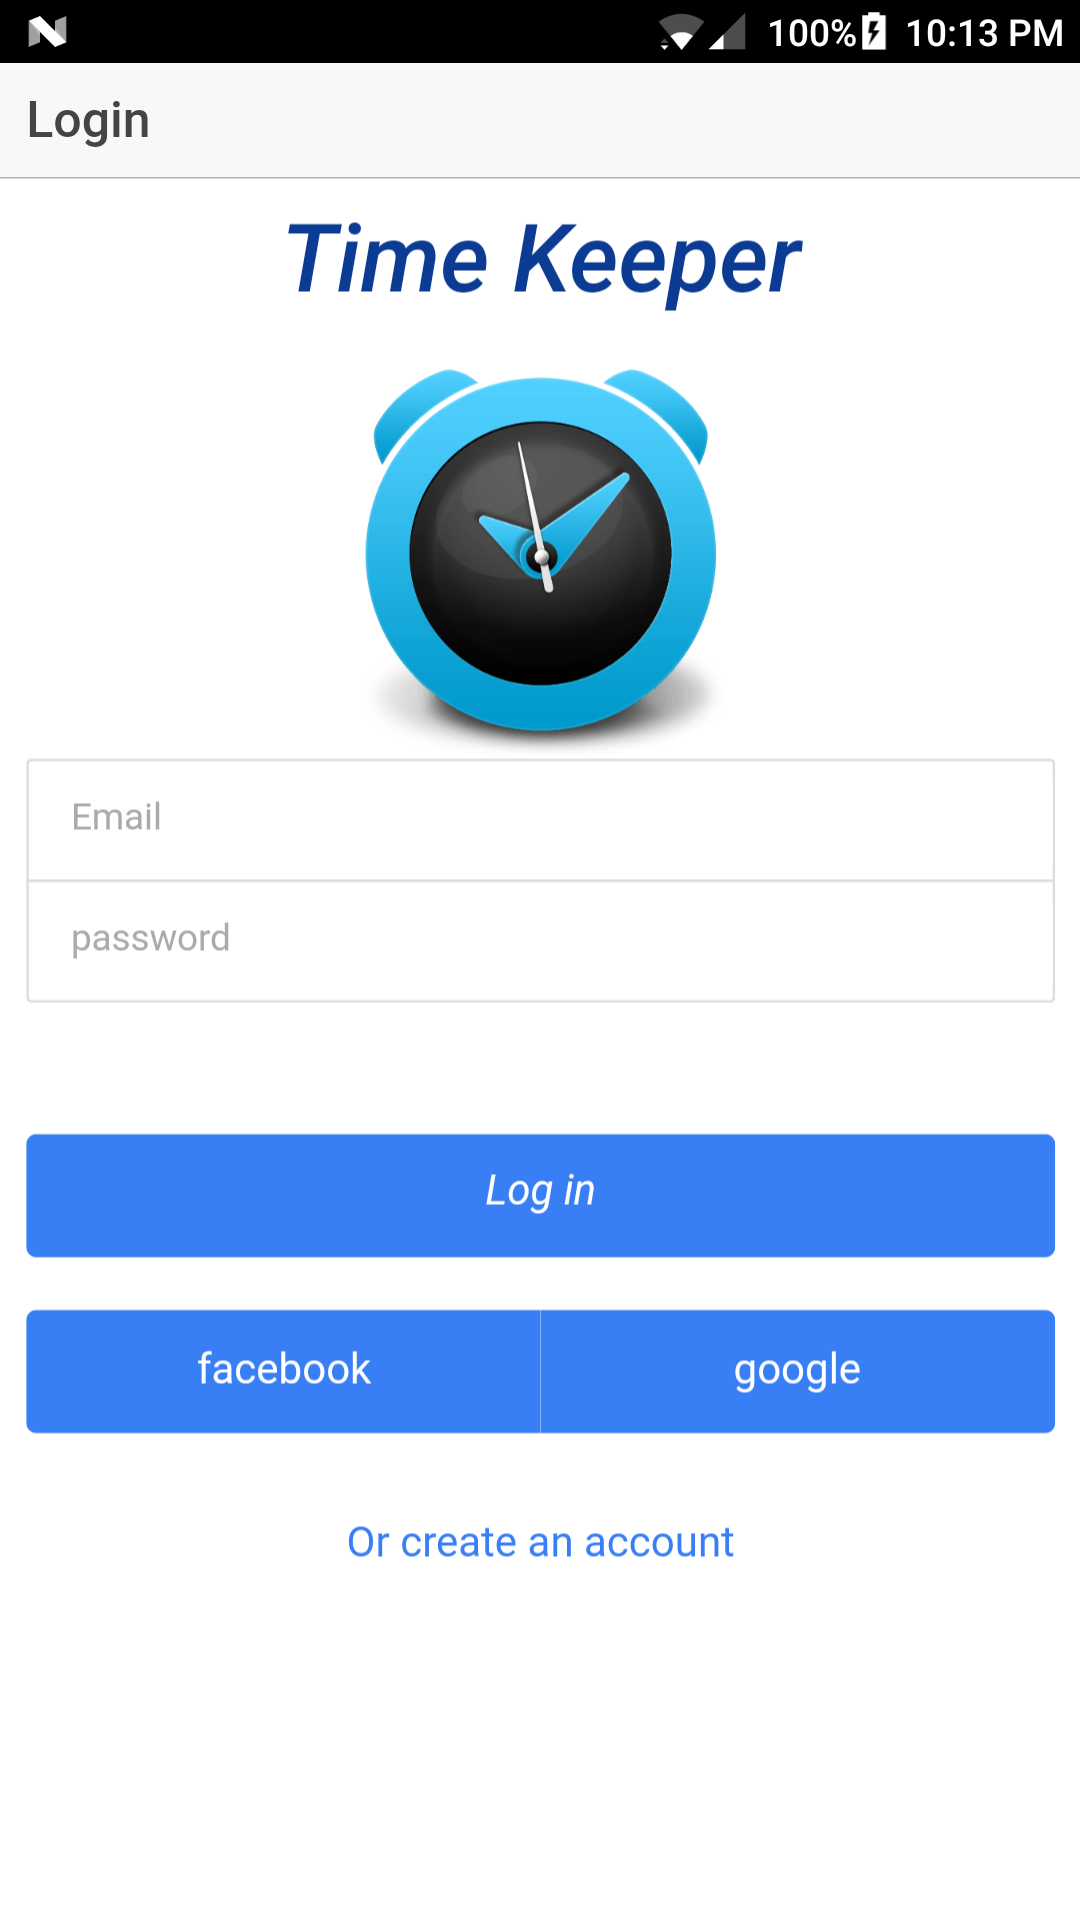 100% 10:13 PM
Login
Time Keeper
Email
password
Log in
facebook google
Or create an account